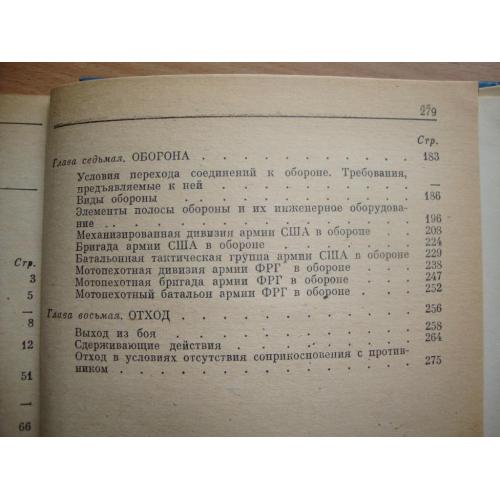 279
Стр.
Глава седьмая. ОБОРОНА . . . . . . . . . . . 183
Условия перехода соединений к обороне. Требования,
предъявляемые к ней . . . . . . . . . . . —
Виды обороны . . . . . . . . . . . . . 186
Элементы полосы обороны и их инженерное оборудова-
ние . . . . . . . . . . . . . . . . 196
Механизированная дивизия армии США в обороне . . 208
Бригада армии США в обороне . . . . . . . . 224
Батальонная тактическая группа армии США в обороне 229
Мотопехотная дивизия армии ФРГ в обороне . . . . 238
Мотопехотная бригада армии ФРГ в обороне . . . . 247
Мотопехотный батальон армии ФРГ в обороне . . . 252
Глава восьмая. ОТХОД . . . . . . . . . . . . 256
Выход из боя . . . . . . . . . . . . . 258
Сдерживающие действия . . . . . . . . . . 264
Отход в условиях отсутствия соприкосновения с против-
ником . . . . . . . . . . . . . . . 275
Стр.
3
5
—
8
12
51
—
66